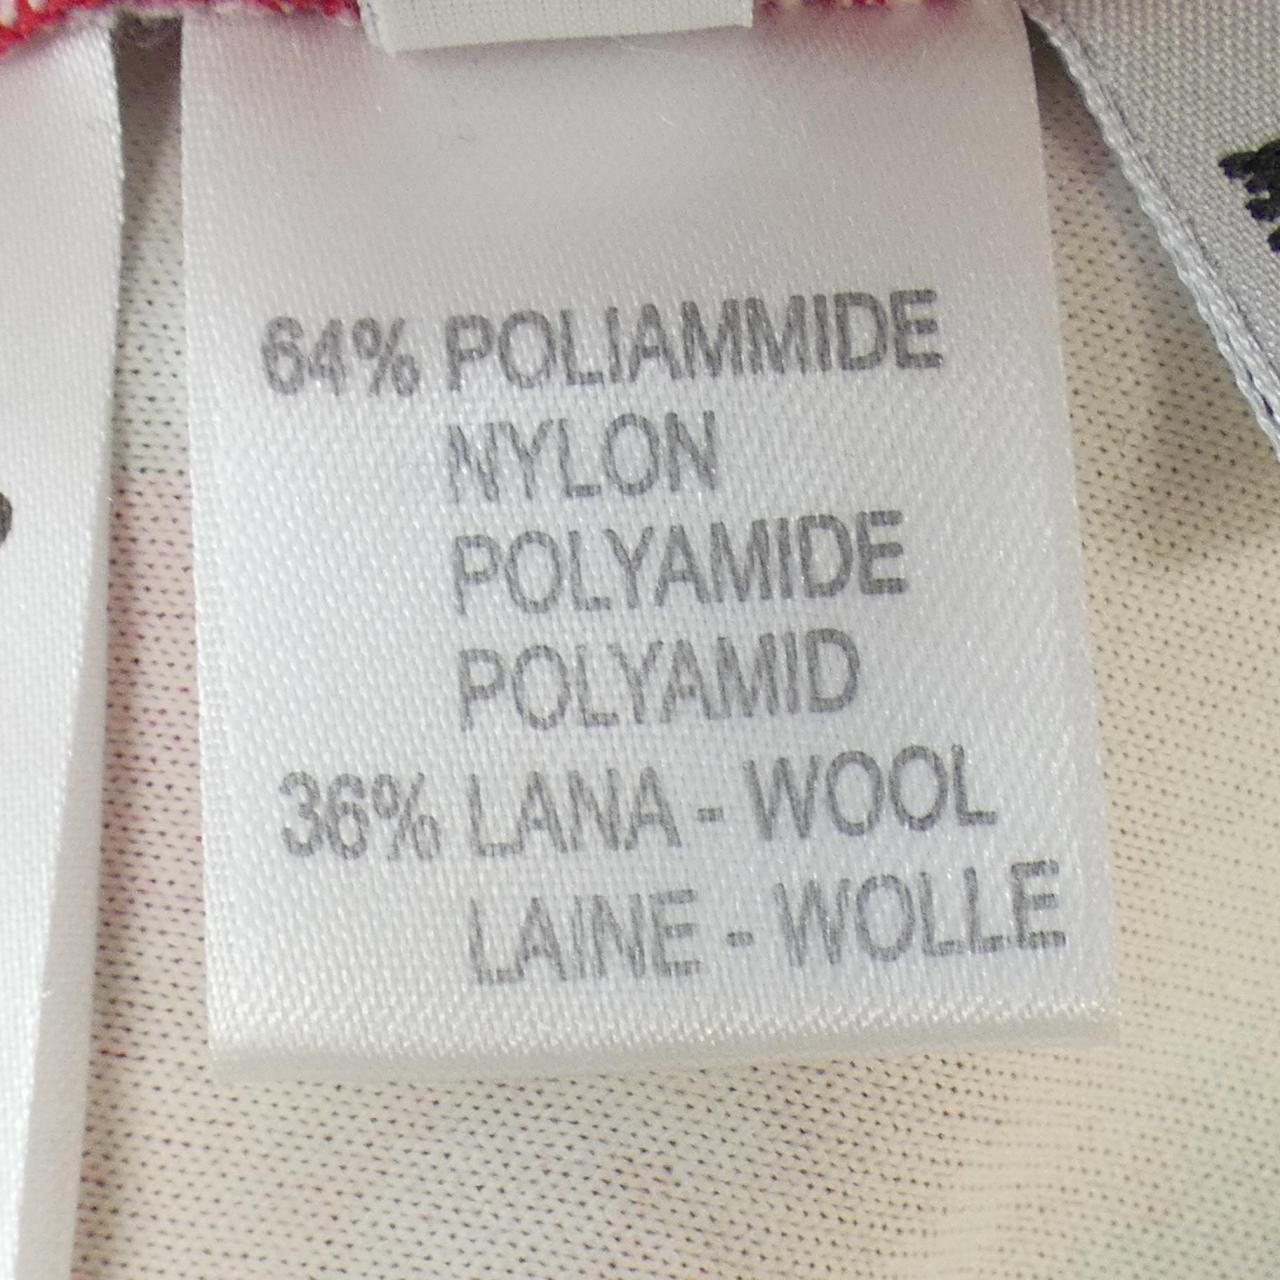 64% POLIAMMIDE
NYLON
POLYAMIDE
POLYAMID
36% LANA - WOOL
LAINE - WOLLE